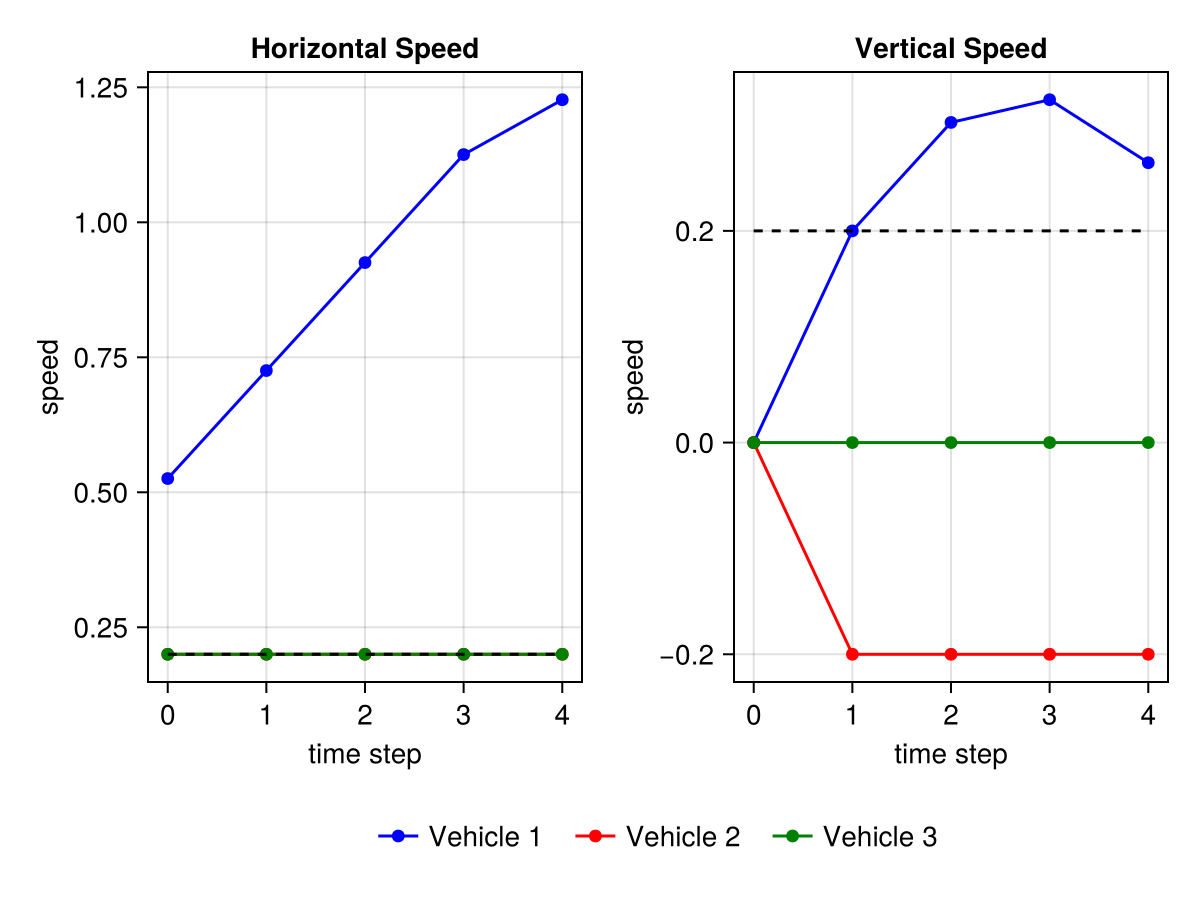 Horizontal Speed
1.25
1.00
0.75
0.50
0.25
speed
0 1 2 3 4
time step
Vertical Speed
0.2
0.0
−0.2
speed
0 1 2 3 4
time step
Vehicle 1 Vehicle 2 Vehicle 3